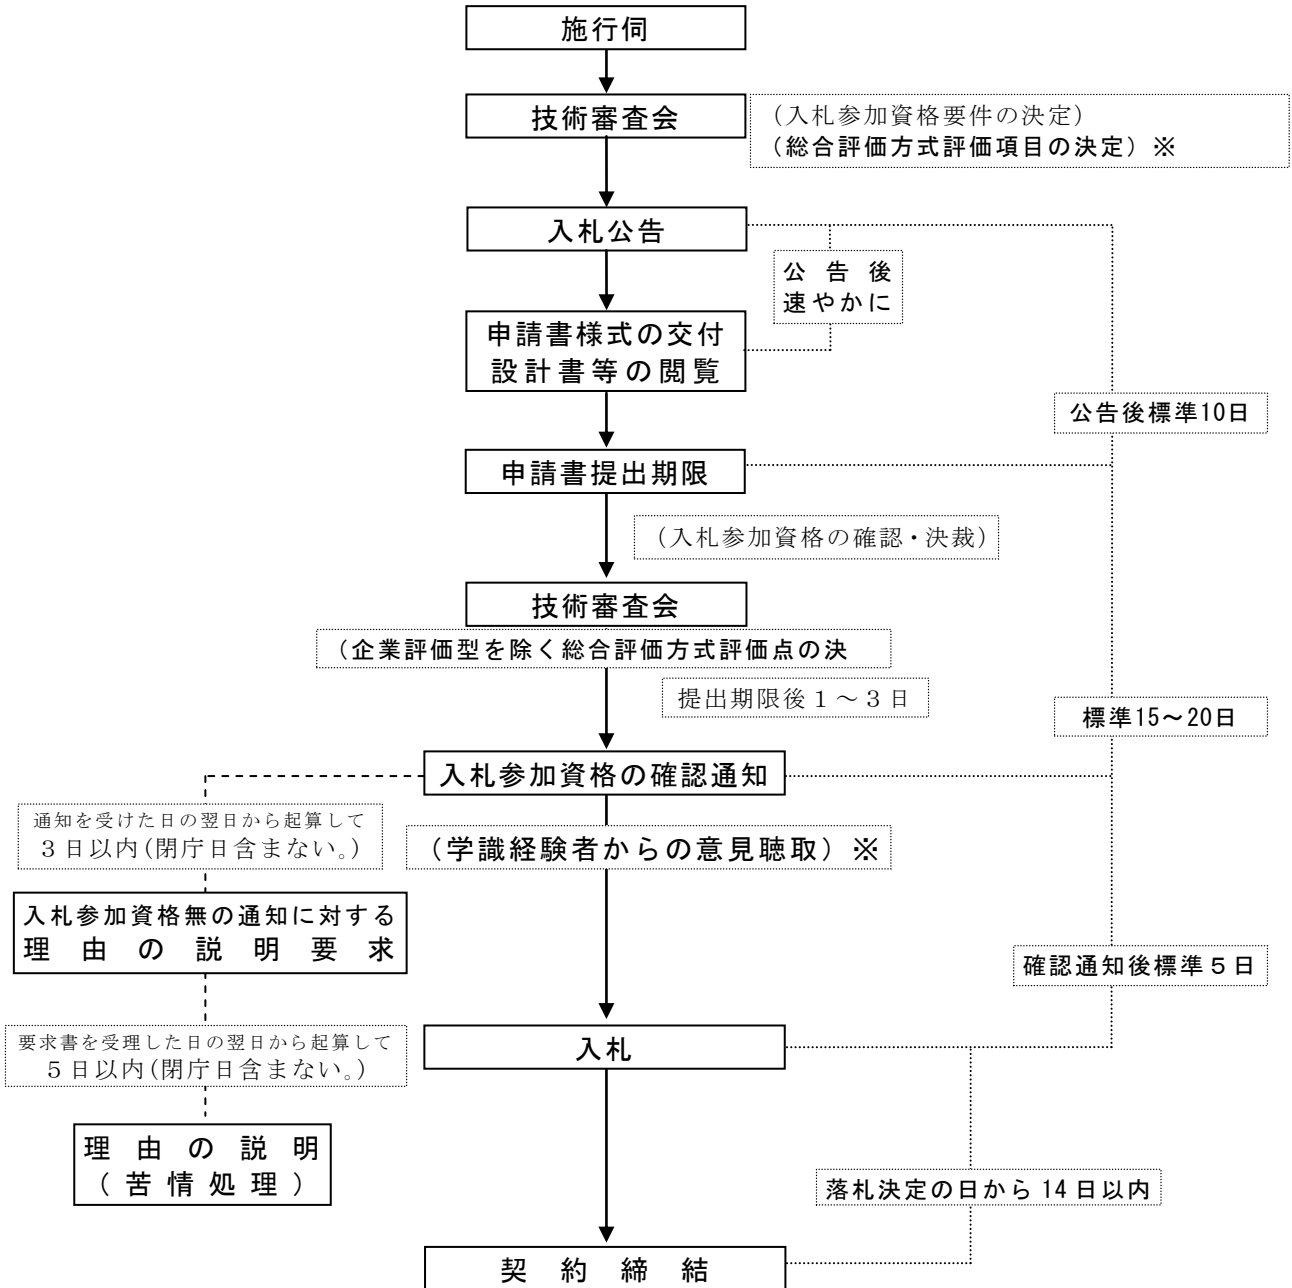 施行伺
技術審査会
（入札参加資格要件の決定）
（総合評価方式評価項目の決定）※
入札公告
公告後
速やかに
申請書様式の交付
設計書等の閲覧
公告後標準10日
申請書提出期限
（入札参加資格の確認・決裁）
技術審査会
（企業評価型を除く総合評価方式評価点の決
提出期限後１～３日
標準15～20日
入札参加資格の確認通知
通知を受けた日の翌日から起算して
３日以内(閉庁日含まない。)
（学識経験者からの意見聴取）※
入札参加資格無の通知に対する
理由の説明要求
確認通知後標準５日
要求書を受理した日の翌日から起算して
５日以内(閉庁日含まない。)
入札
理由の説明
（苦情処理）
落札決定の日から 14 日以内
契約締結